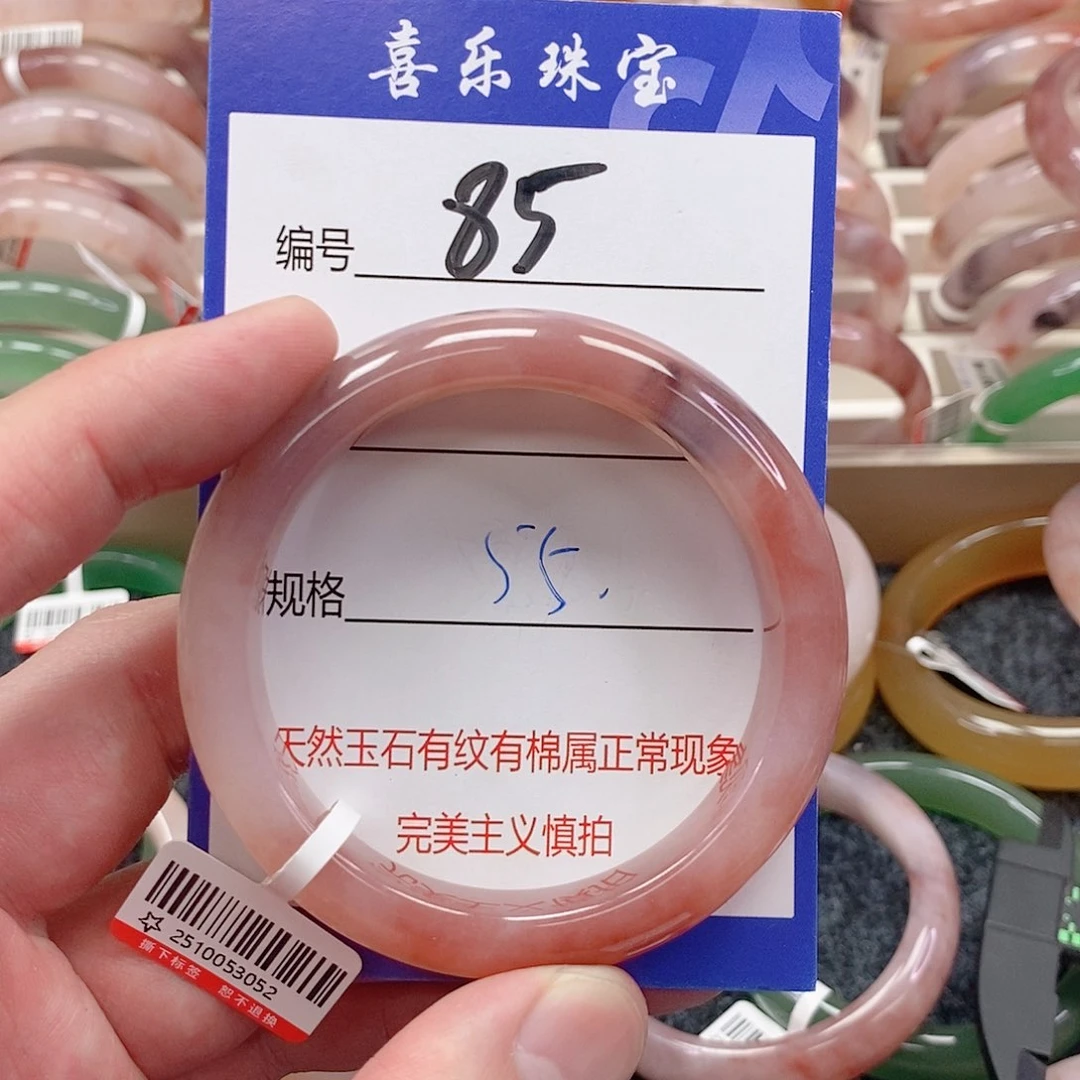 喜乐珠宝
编号 85
规格 55.
天然玉石有纹有棉属正常现象
完美主义慎拍
2510053052
撕下标签 恕不退换